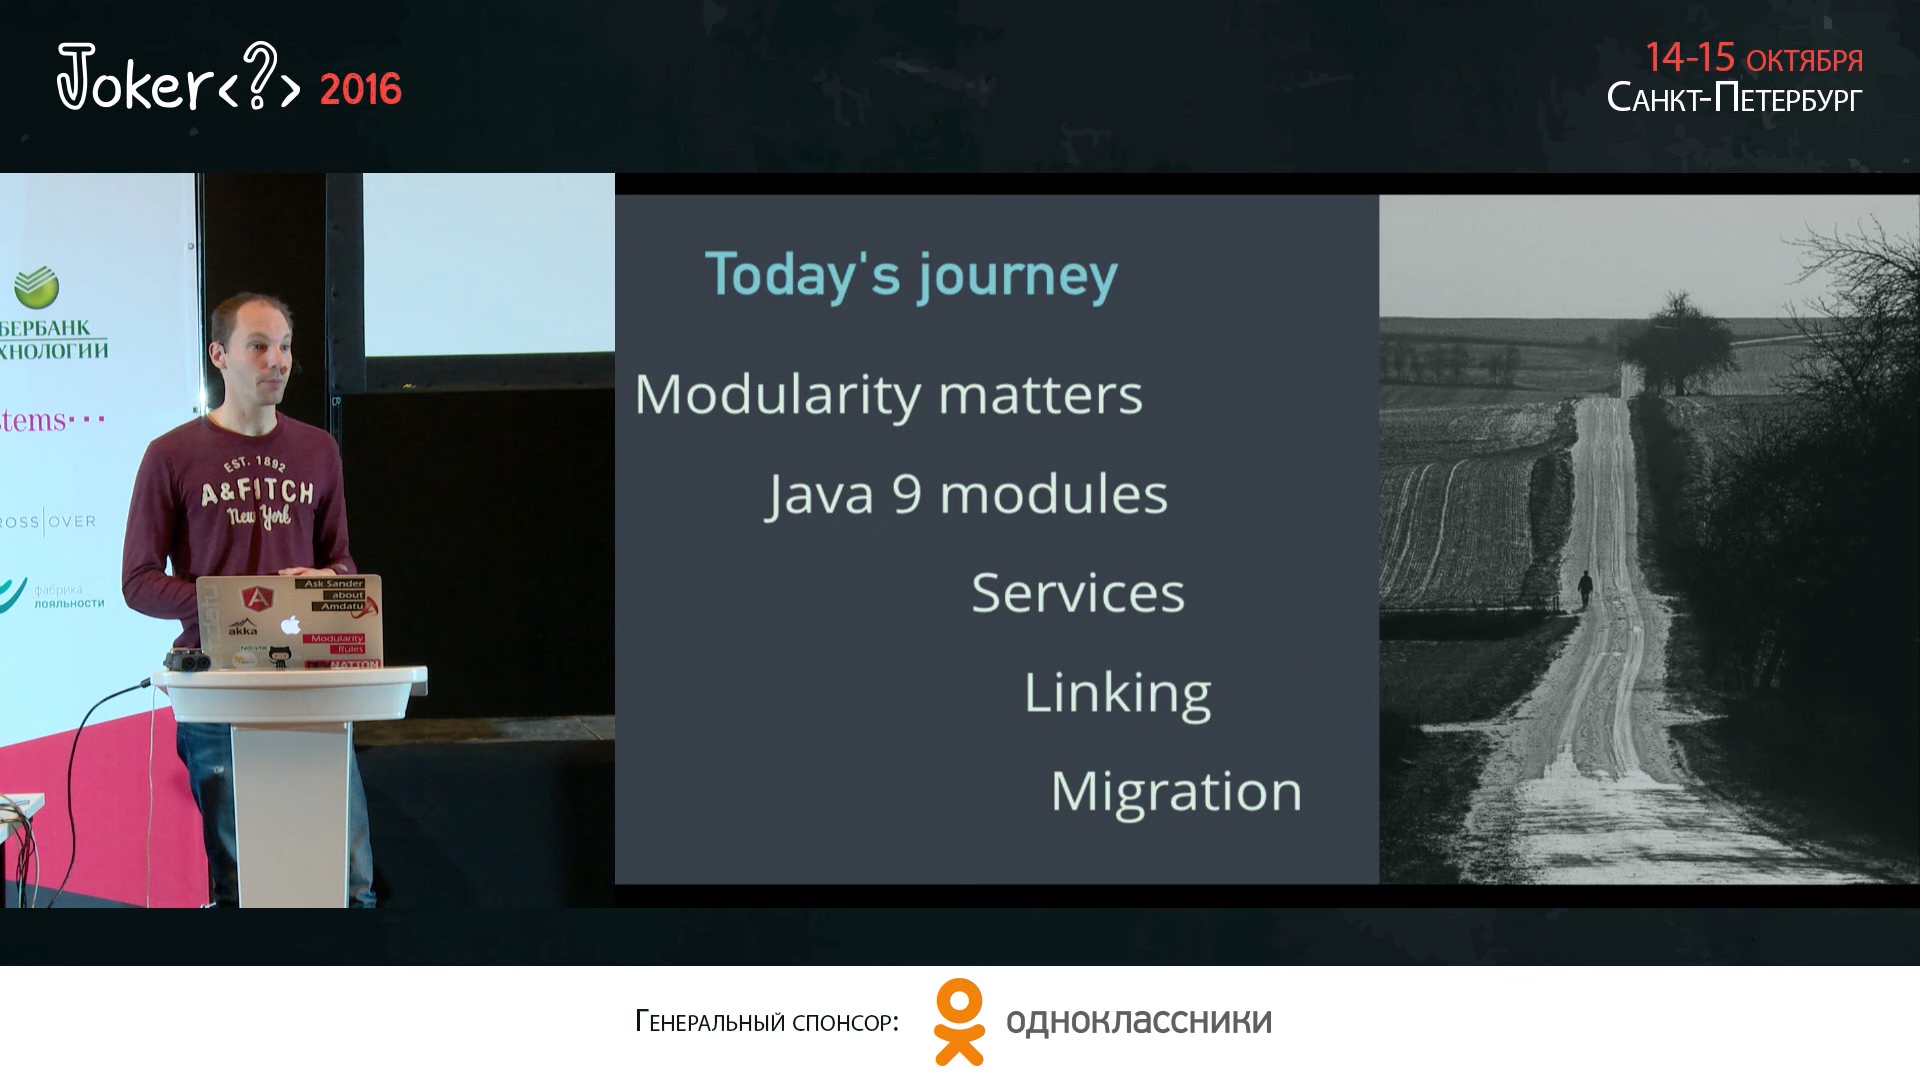 Joker<?> 2016
14-15 октября
Санкт-Петербург
БЕРБАНК
ХНОЛОГИИ
stems
ROSS OVER
фабрика
ЛОЯЛЬНОСТИ
EST. 1892
A&FITCH
New York
Ask Sander
about
Amdatu
akka
Modularity
Rules
NATION
Today's journey
Modularity matters
Java 9 modules
Services
Linking
Migration
Генеральный спонсор:
одноклассники